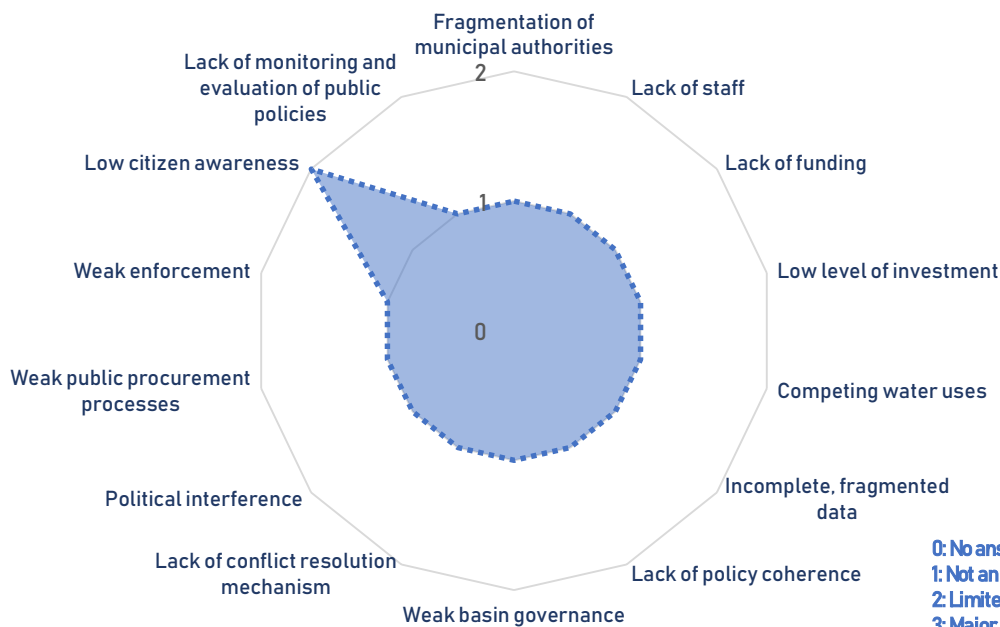 Fragmentation of
municipal authorities
Lack of staff
Lack of funding
Low level of investment
Competing water uses
Incomplete, fragmented
data
Lack of policy coherence
Weak basin governance
Lack of conflict resolution
mechanism
Political interference
Weak public procurement
processes
Weak enforcement
Low citizen awareness
Lack of monitoring and
evaluation of public
policies
2
1
0
0: No
1: Not an
2:
3: Major